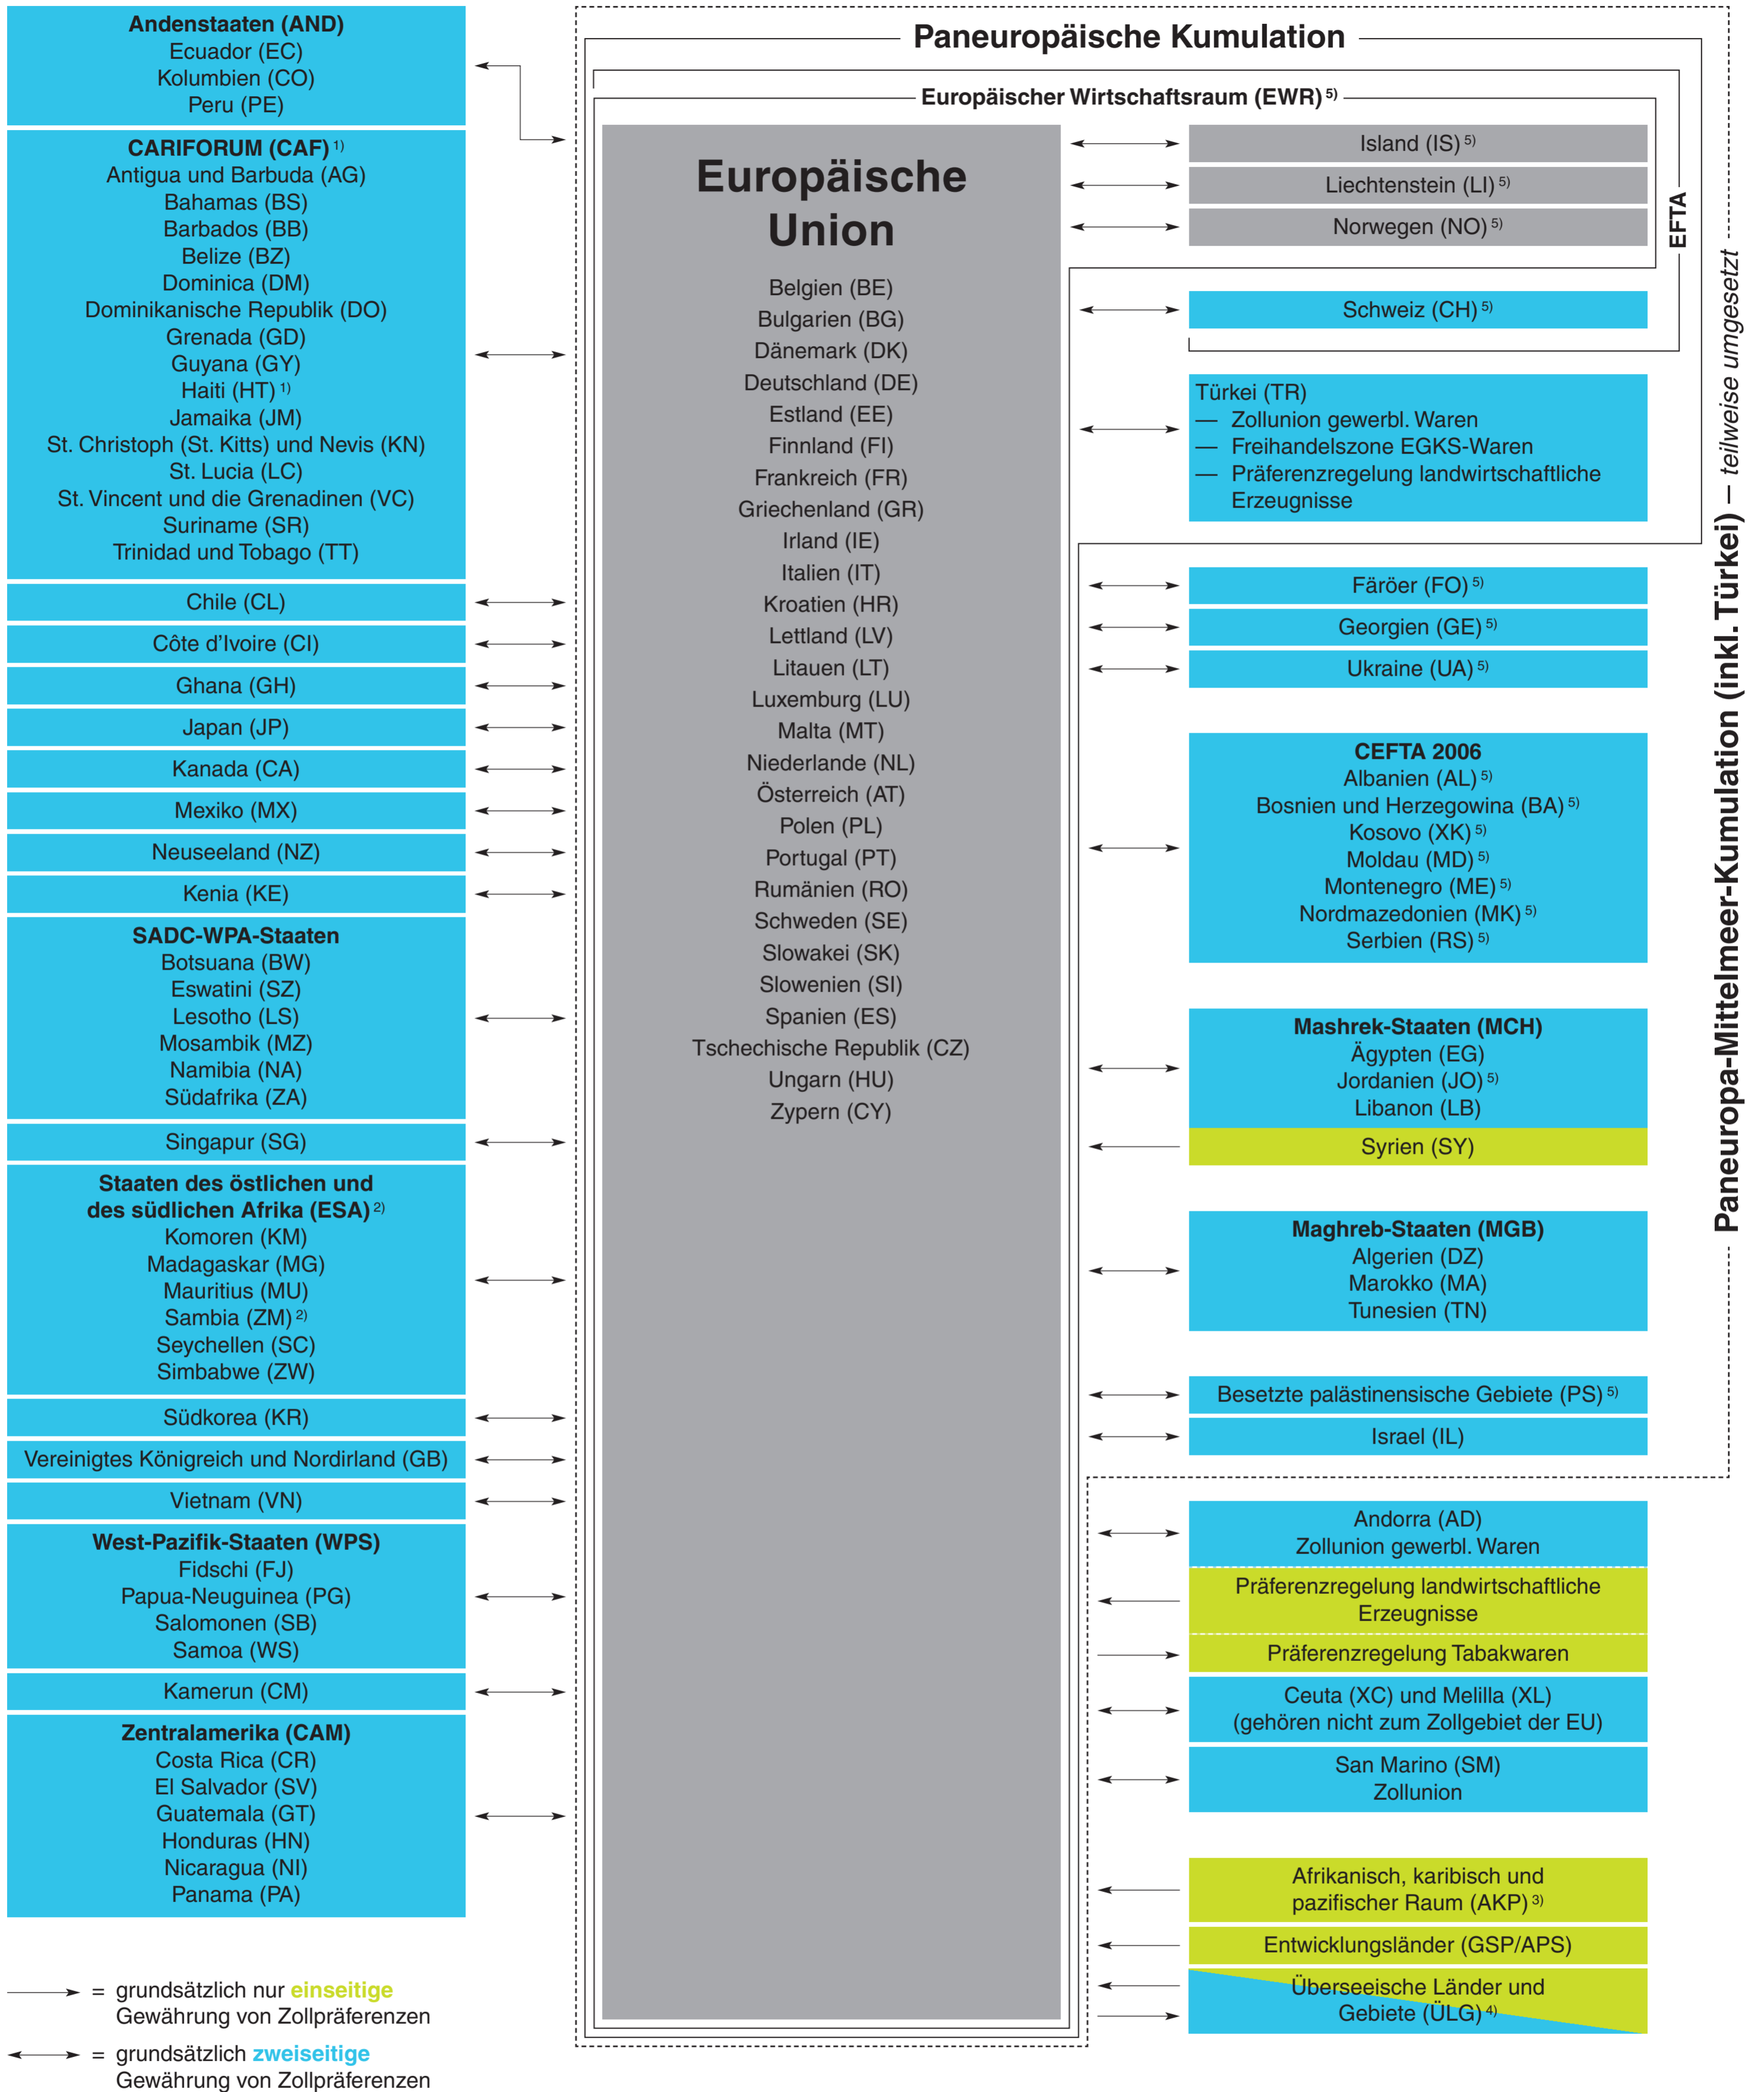 Andenstaaten (AND)
Ecuador (EC)
Kolumbien (CO)
Peru (PE)
CARIFORUM (CAF) 1)
Antigua und Barbuda (AG)
Bahamas (BS)
Barbados (BB)
Belize (BZ)
Dominica (DM)
Dominikanische Republik (DO)
Grenada (GD)
Guyana (GY)
Haiti (HT) 1)
Jamaika (JM)
St. Christoph (St. Kitts) und Nevis (KN)
St. Lucia (LC)
St. Vincent und die Grenadinen (VC)
Suriname (SR)
Trinidad und Tobago (TT)
Chile (CL)
Côte d'Ivoire (CI)
Ghana (GH)
Japan (JP)
Kanada (CA)
Mexiko (MX)
Neuseeland (NZ)
Kenia (KE)
SADC-WPA-Staaten
Botsuana (BW)
Eswatini (SZ)
Lesotho (LS)
Mosambik (MZ)
Namibia (NA)
Südafrika (ZA)
Singapur (SG)
Staaten des östlichen und
des südlichen Afrika (ESA) 2)
Komoren (KM)
Madagaskar (MG)
Mauritius (MU)
Sambia (ZM) 2)
Seychellen (SC)
Simbabwe (ZW)
Südkorea (KR)
Vereinigtes Königreich und Nordirland (GB)
Vietnam (VN)
West-Pazifik-Staaten (WPS)
Fidschi (FJ)
Papua-Neuguinea (PG)
Salomonen (SB)
Samoa (WS)
Kamerun (CM)
Zentralamerika (CAM)
Costa Rica (CR)
El Salvador (SV)
Guatemala (GT)
Honduras (HN)
Nicaragua (NI)
Panama (PA)
= grundsätzlich nur einseitige
Gewährung von Zollpräferenzen
= grundsätzlich zweiseitige
Gewährung von Zollpräferenzen
Paneuropäische Kumulation
Europäischer Wirtschaftsraum (EWR) 5)
Europäische
Union
Belgien (BE)
Bulgarien (BG)
Dänemark (DK)
Deutschland (DE)
Estland (EE)
Finnland (FI)
Frankreich (FR)
Griechenland (GR)
Irland (IE)
Italien (IT)
Kroatien (HR)
Lettland (LV)
Litauen (LT)
Luxemburg (LU)
Malta (MT)
Niederlande (NL)
Österreich (AT)
Polen (PL)
Portugal (PT)
Rumänien (RO)
Schweden (SE)
Slowakei (SK)
Slowenien (SI)
Spanien (ES)
Tschechische Republik (CZ)
Ungarn (HU)
Zypern (CY)
Island (IS) 5)
Liechtenstein (LI) 5)
Norwegen (NO) 5)
EFTA
Schweiz (CH) 5)
Türkei (TR)
— Zollunion gewerbl. Waren
— Freihandelszone EGKS-Waren
— Präferenzregelung landwirtschaftliche
Erzeugnisse
Färöer (FO) 5)
Georgien (GE) 5)
Ukraine (UA) 5)
CEFTA 2006
Albanien (AL) 5)
Bosnien und Herzegowina (BA) 5)
Kosovo (XK) 5)
Moldau (MD) 5)
Montenegro (ME) 5)
Nordmazedonien (MK) 5)
Serbien (RS) 5)
Mashrek-Staaten (MCH)
Ägypten (EG)
Jordanien (JO) 5)
Libanon (LB)
Syrien (SY)
Maghreb-Staaten (MGB)
Algerien (DZ)
Marokko (MA)
Tunesien (TN)
Besetzte palästinensische Gebiete (PS) 5)
Israel (IL)
Paneuropa-Mittelmeer-Kumulation (inkl. Türkei) — teilweise umgesetzt
Andorra (AD)
Zollunion gewerbl. Waren
Präferenzregelung landwirtschaftliche
Erzeugnisse
Präferenzregelung Tabakwaren
Ceuta (XC) und Melilla (XL)
(gehören nicht zum Zollgebiet der EU)
San Marino (SM)
Zollunion
Afrikanisch, karibisch und
pazifischer Raum (AKP) 3)
Entwicklungsländer (GSP/APS)
Überseeische Länder und
Gebiete (ÜLG) 4)